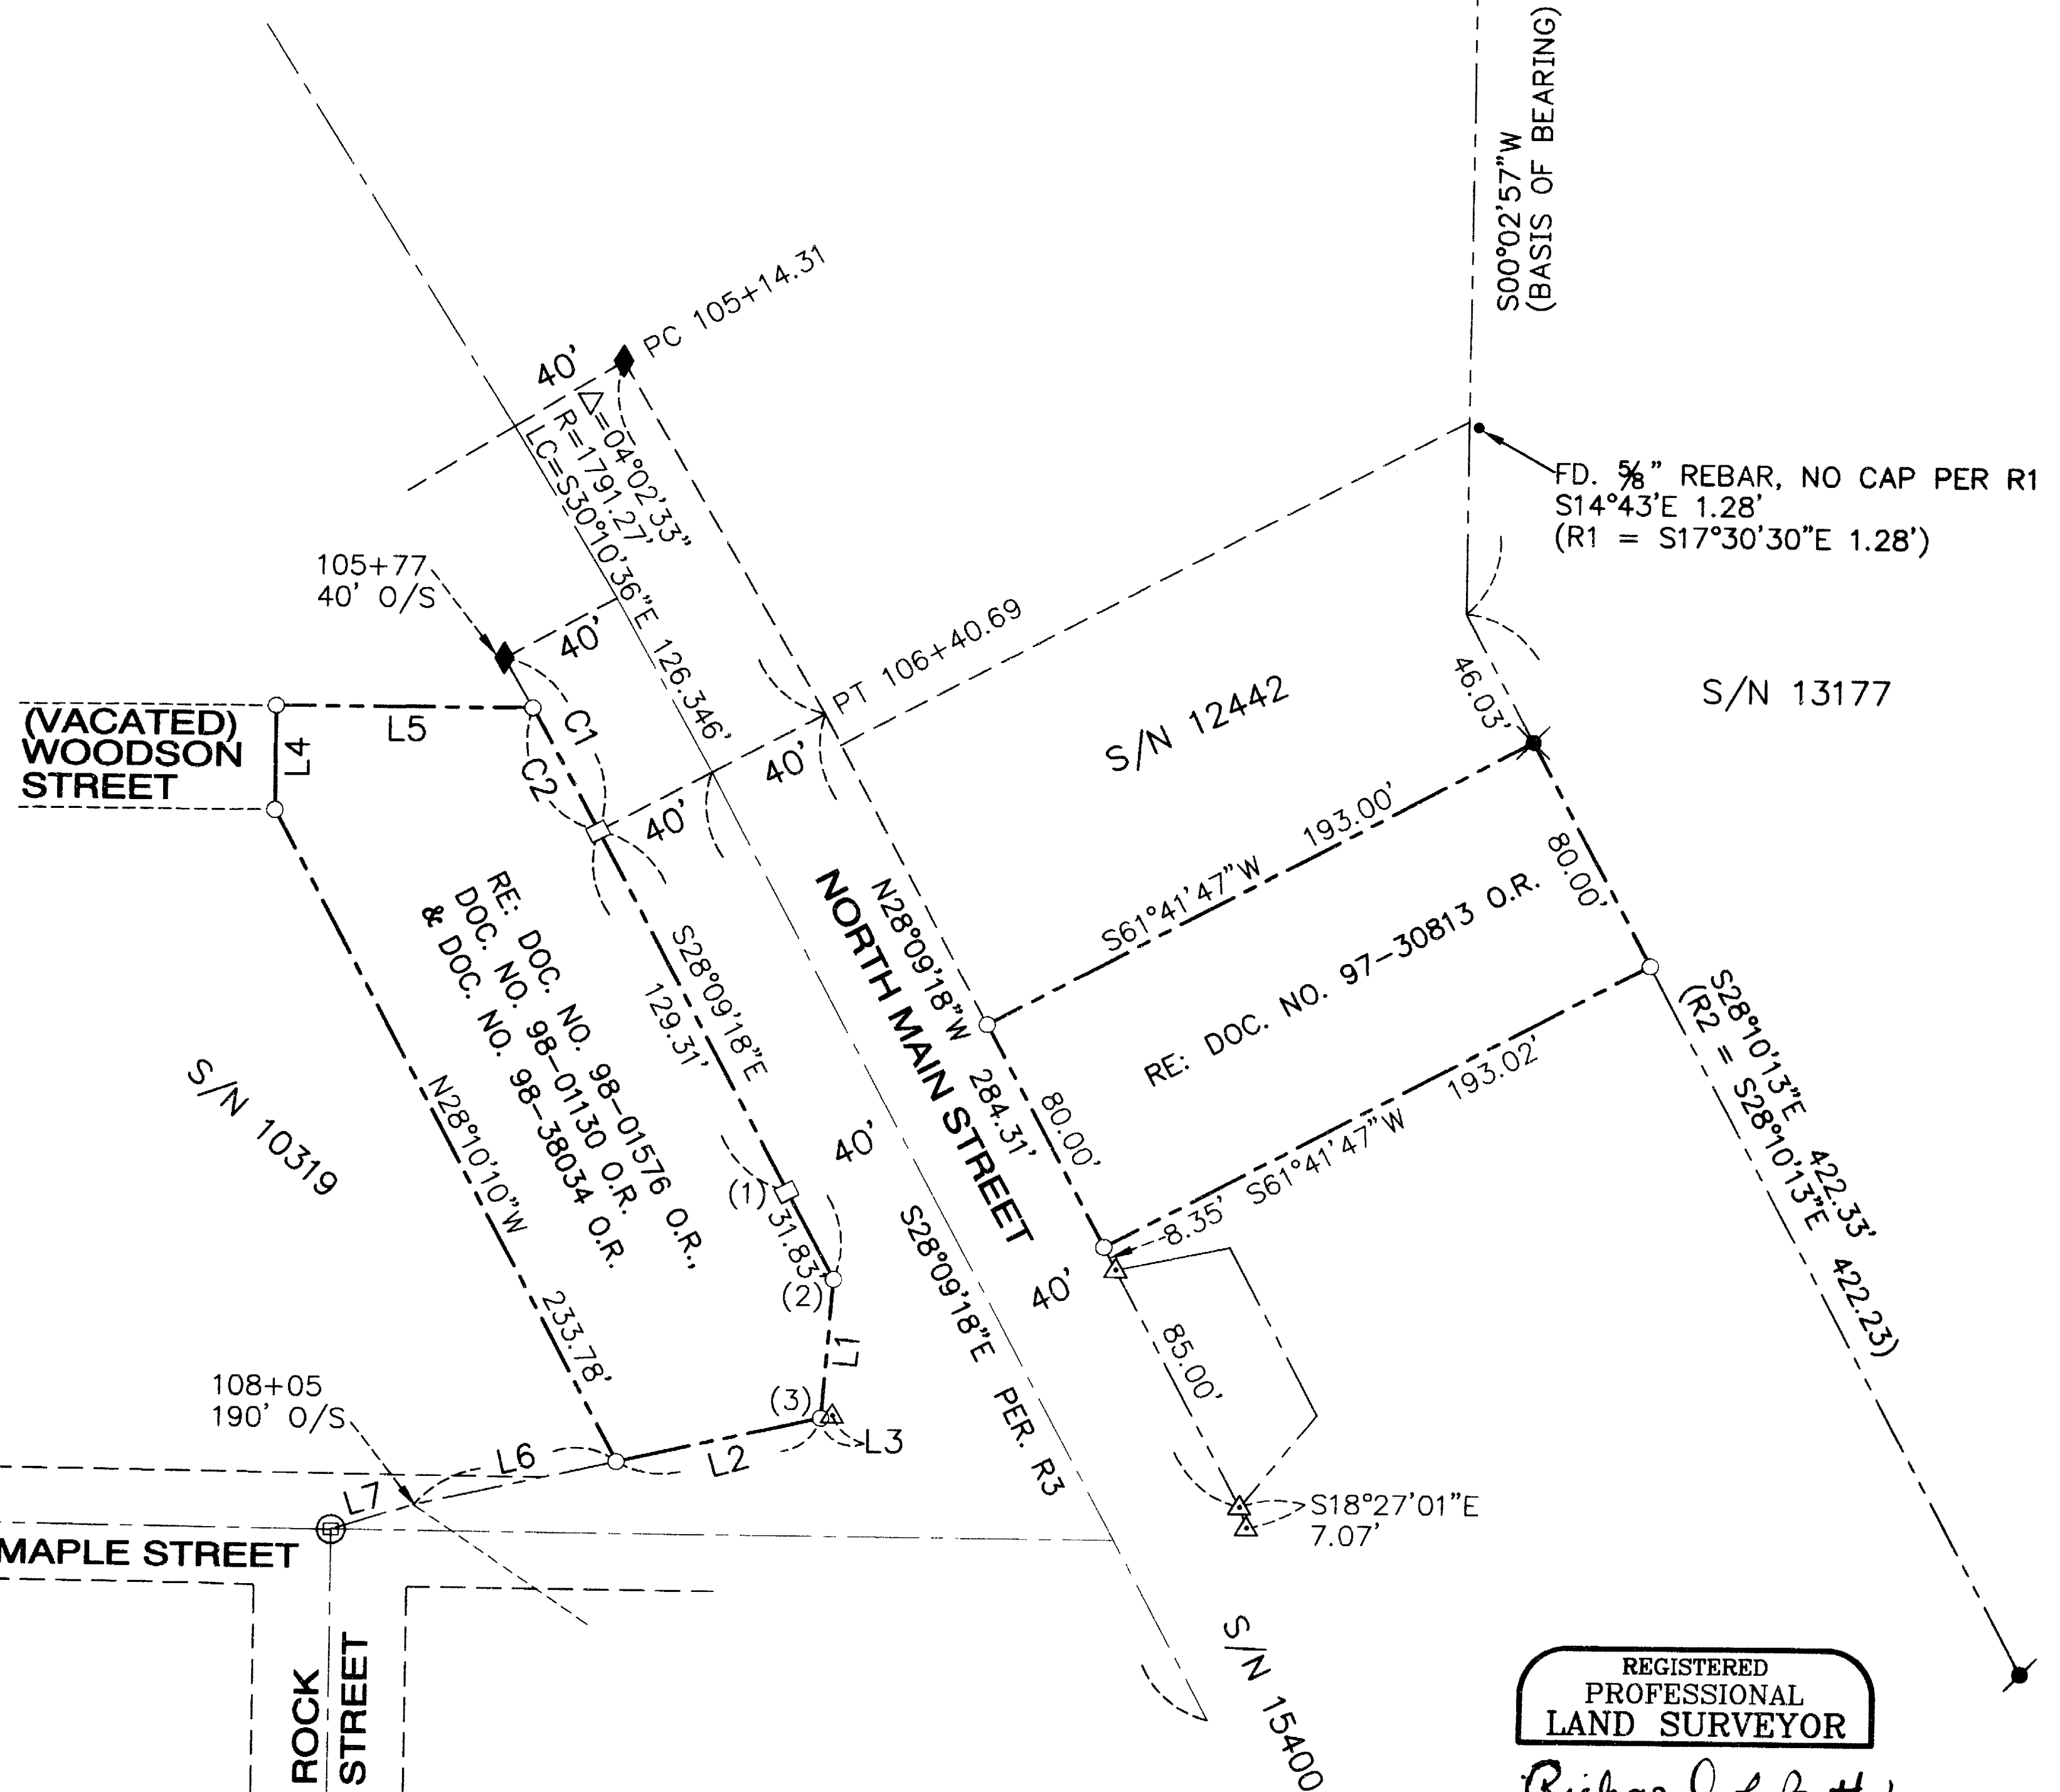 S00°02'57"W
(BASIS OF BEARING)
PC 105+14.31
40'
△=04°02'33"
R=1791.27'
LC=S30°10'36"E 126.346'
FD. ⅝" REBAR, NO CAP PER R1
S14°43'E 1.28'
(R1 = S17°30'30"E 1.28')
105+77
40' O/S
40'
PT 106+40.69
46.03'
S/N 13177
S/N 12442
(VACATED)
WOODSON
STREET
L4
L5
C1
C2
40'
40'
193.00'
S61°41'47"W
80.00'
RE: DOC. NO. 97-30813 O.R.
N28°09'18"W 284.31'
NORTH MAIN STREET
S28°09'18"E
129.31'
RE: DOC. NO. 98-01576 O.R.,
DOC. NO. 98-01130 O.R.
& DOC. NO. 98-38034 O.R.
S/N 10319
N28°10'10"W
233.78'
80.00'
193.02'
S61°41'47"W
8.35'
S28°10'13"E 422.33'
(R2 = S28°10'13"E 422.23)
40'
40'
(1)
31.83'
(2)
L1
(3)
L3
L2
S28°09'18"E PER. R3
85.00'
108+05
190' O/S
L6
L7
S18°27'01"E
7.07'
MAPLE STREET
ROCK
STREET
S/N 15400
REGISTERED
PROFESSIONAL
LAND SURVEYOR